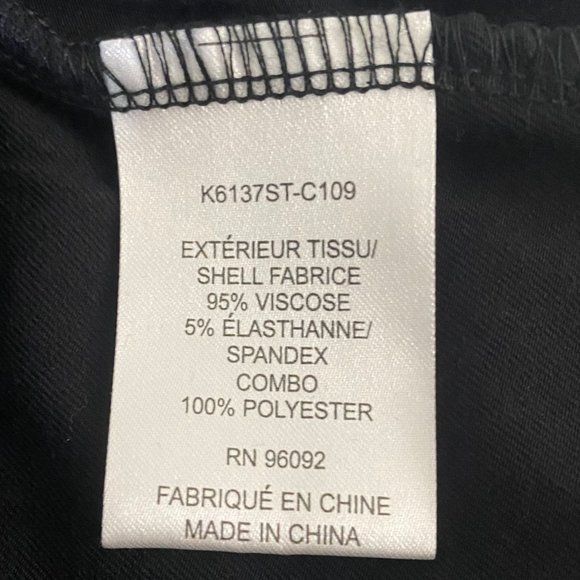 K6137ST-C109
EXTÉRIEUR TISSU/
SHELL FABRICE
95% VISCOSE
5% ÉLASTHANNE/
SPANDEX
COMBO
100% POLYESTER
RN 96092
FABRIQUÉ EN CHINE
MADE IN CHINA